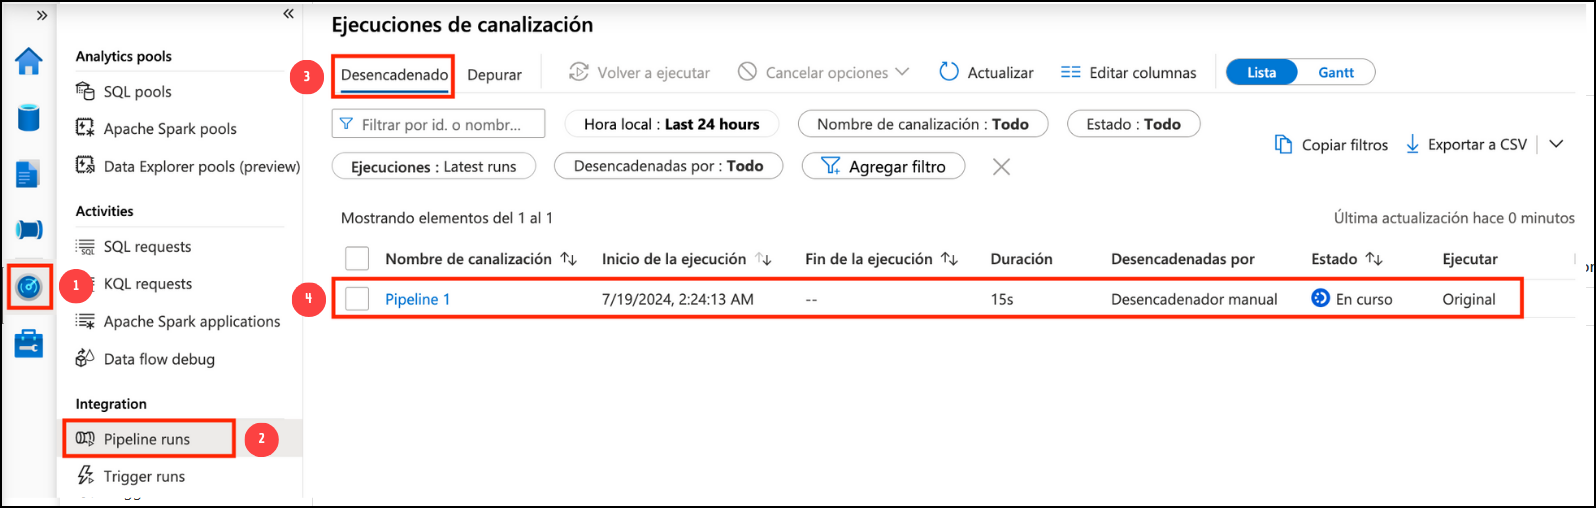 »
«
Analytics pools
SQL pools
Apache Spark pools
Data Explorer pools (preview)
Activities
SQL requests
KQL requests
Apache Spark applications
Data flow debug
Integration
Pipeline runs
Trigger runs
1
2
3
4
Ejecuciones de canalización
Desencadenado Depurar Volver a ejecutar Cancelar opciones Actualizar Editar columnas Lista Gantt
Filtrar por id. o nombr... Hora local : Last 24 hours Nombre de canalización : Todo Estado : Todo
Copiar filtros Exportar a CSV
Ejecuciones : Latest runs Desencadenadas por : Todo Agregar filtro
Mostrando elementos del 1 al 1 Última actualización hace 0 minutos
Nombre de canalización Inicio de la ejecución Fin de la ejecución Duración Desencadenadas por Estado Ejecutar
Pipeline 1 7/19/2024, 2:24:13 AM -- 15s Desencadenador manual En curso Original